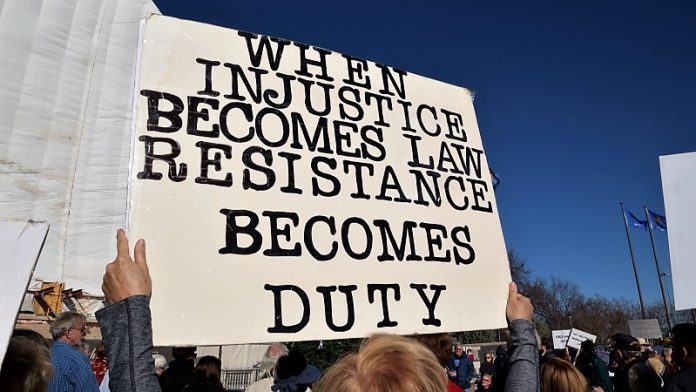 WHEN
INJUSTICE
BECOMES LAW
RESISTANCE
BECOMES
DUTY